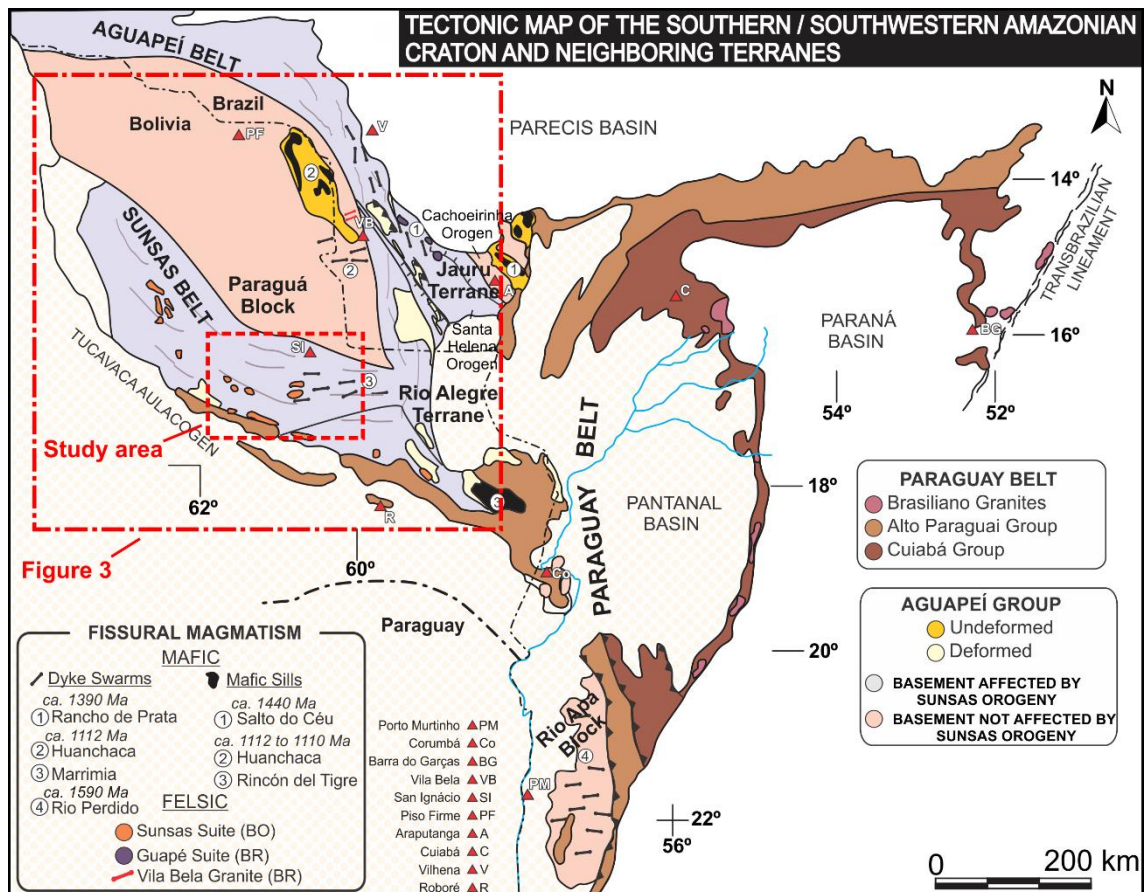 TECTONIC MAP OF THE SOUTHERN / SOUTHWESTERN AMAZONIAN
CRATON AND NEIGHBORING TERRANES
AGUAPEÍ BELT
Brazil
Bolivia
PF
V
PARECIS BASIN
N
14º
2
SUNSAS BELT
VB
1
Cachoeirinha
Orogen
Jauru
Terrane
1
A
2
Paraguá
Block
C
TRANSBRAZILIAN
LINEAMENT
PARANÁ
BASIN
BG
16º
Santa
Helena
Orogen
SI
3
Rio Alegre
Terrane
54º
52º
TUCAVACA AULACOGEN
Study area
62º
R
3
18º
PARAGUAY BELT
PANTANAL
BASIN
Figure 3
60º
Co
Paraguay
20º
Rio Apa
Block
4
PM
22º
56º
0
200 km
PARAGUAY BELT
Brasiliano Granites
Alto Paraguai Group
Cuiabá Group
AGUAPEÍ GROUP
Undeformed
Deformed
BASEMENT AFFECTED BY
SUNSAS OROGENY
BASEMENT NOT AFFECTED BY
SUNSAS OROGENY
FISSURAL MAGMATISM
MAFIC
Dyke Swarms
ca. 1390 Ma
1 Rancho de Prata
ca. 1112 Ma
2 Huanchaca
3 Marrimia
ca. 1590 Ma
4 Rio Perdido
Mafic Sills
ca. 1440 Ma
1 Salto do Céu
ca. 1112 to 1110 Ma
2 Huanchaca
3 Rincón del Tigre
FELSIC
Sunsas Suite (BO)
Guapé Suite (BR)
Vila Bela Granite (BR)
Porto Murtinho PM
Corumbá Co
Barra do Garças BG
Vila Bela VB
San Ignácio SI
Piso Firme PF
Araputanga A
Cuiabá C
Vilhena V
Roboré R